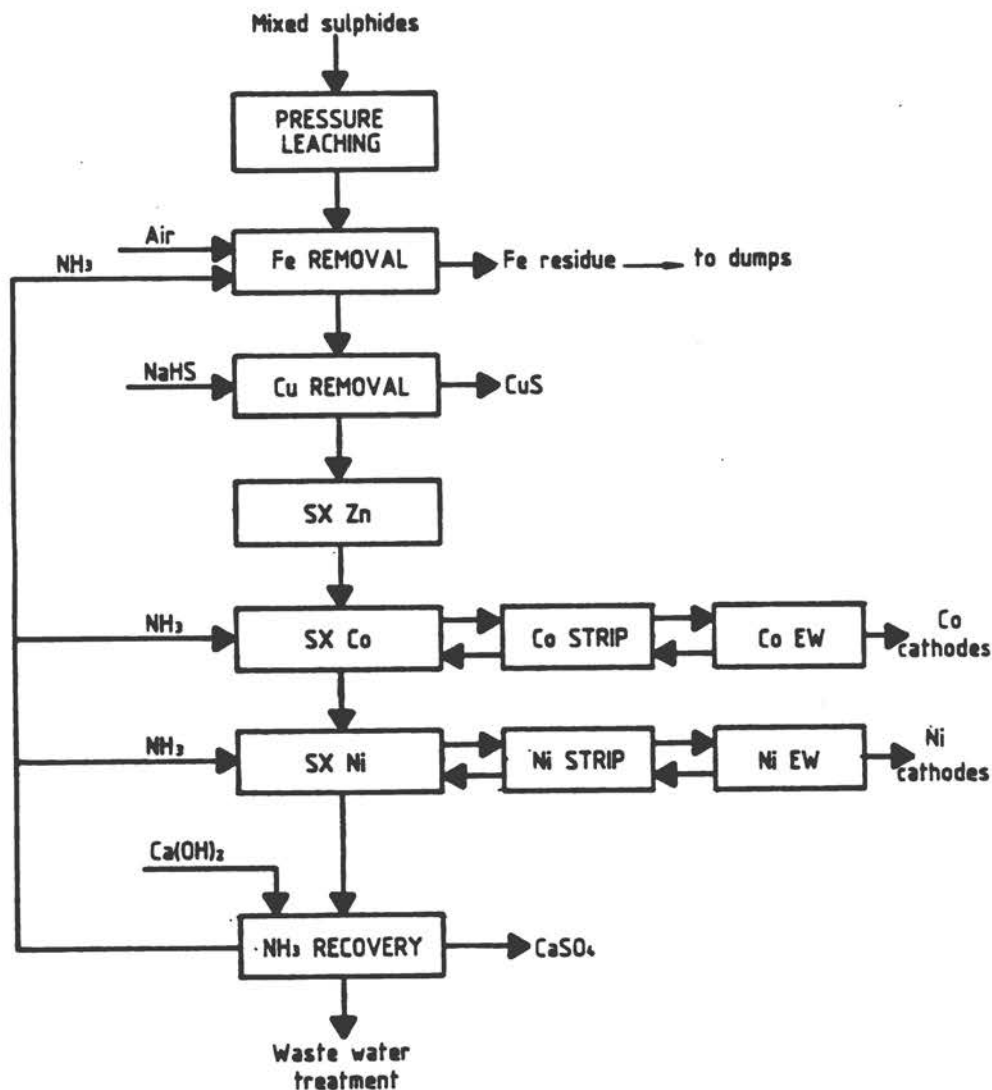 Mixed sulphides
PRESSURE
LEACHING
Air
NH₃
Fe REMOVAL
Fe residue
to dumps
NaHS
Cu REMOVAL
CuS
SX Zn
NH₃
SX Co
Co STRIP
Co EW
Co
cathodes
NH₃
SX Ni
Ni STRIP
Ni EW
Ni
cathodes
Ca(OH)₂
NH₃ RECOVERY
CaSO₄
Waste water
treatment